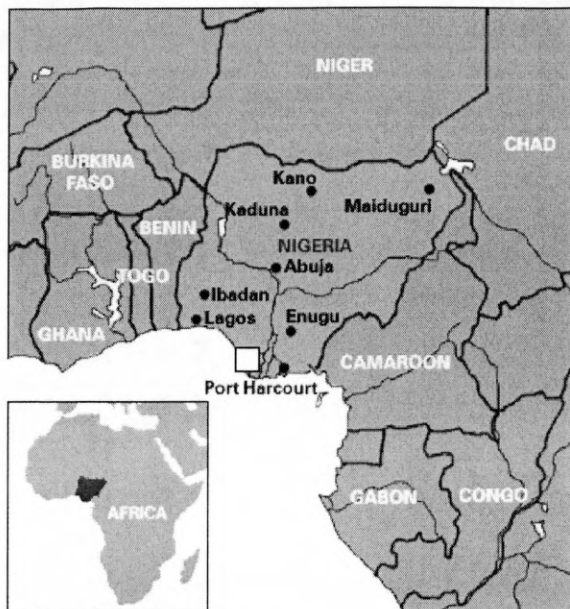 NIGER
CHAD
BURKINA
FASO
Kano
Maiduguri
Kaduna
BENIN
NIGERIA
TOGO
Abuja
Ibadan
Lagos
Enugu
GHANA
CAMAROON
Port Harcourt
GABON
CONGO
AFRICA